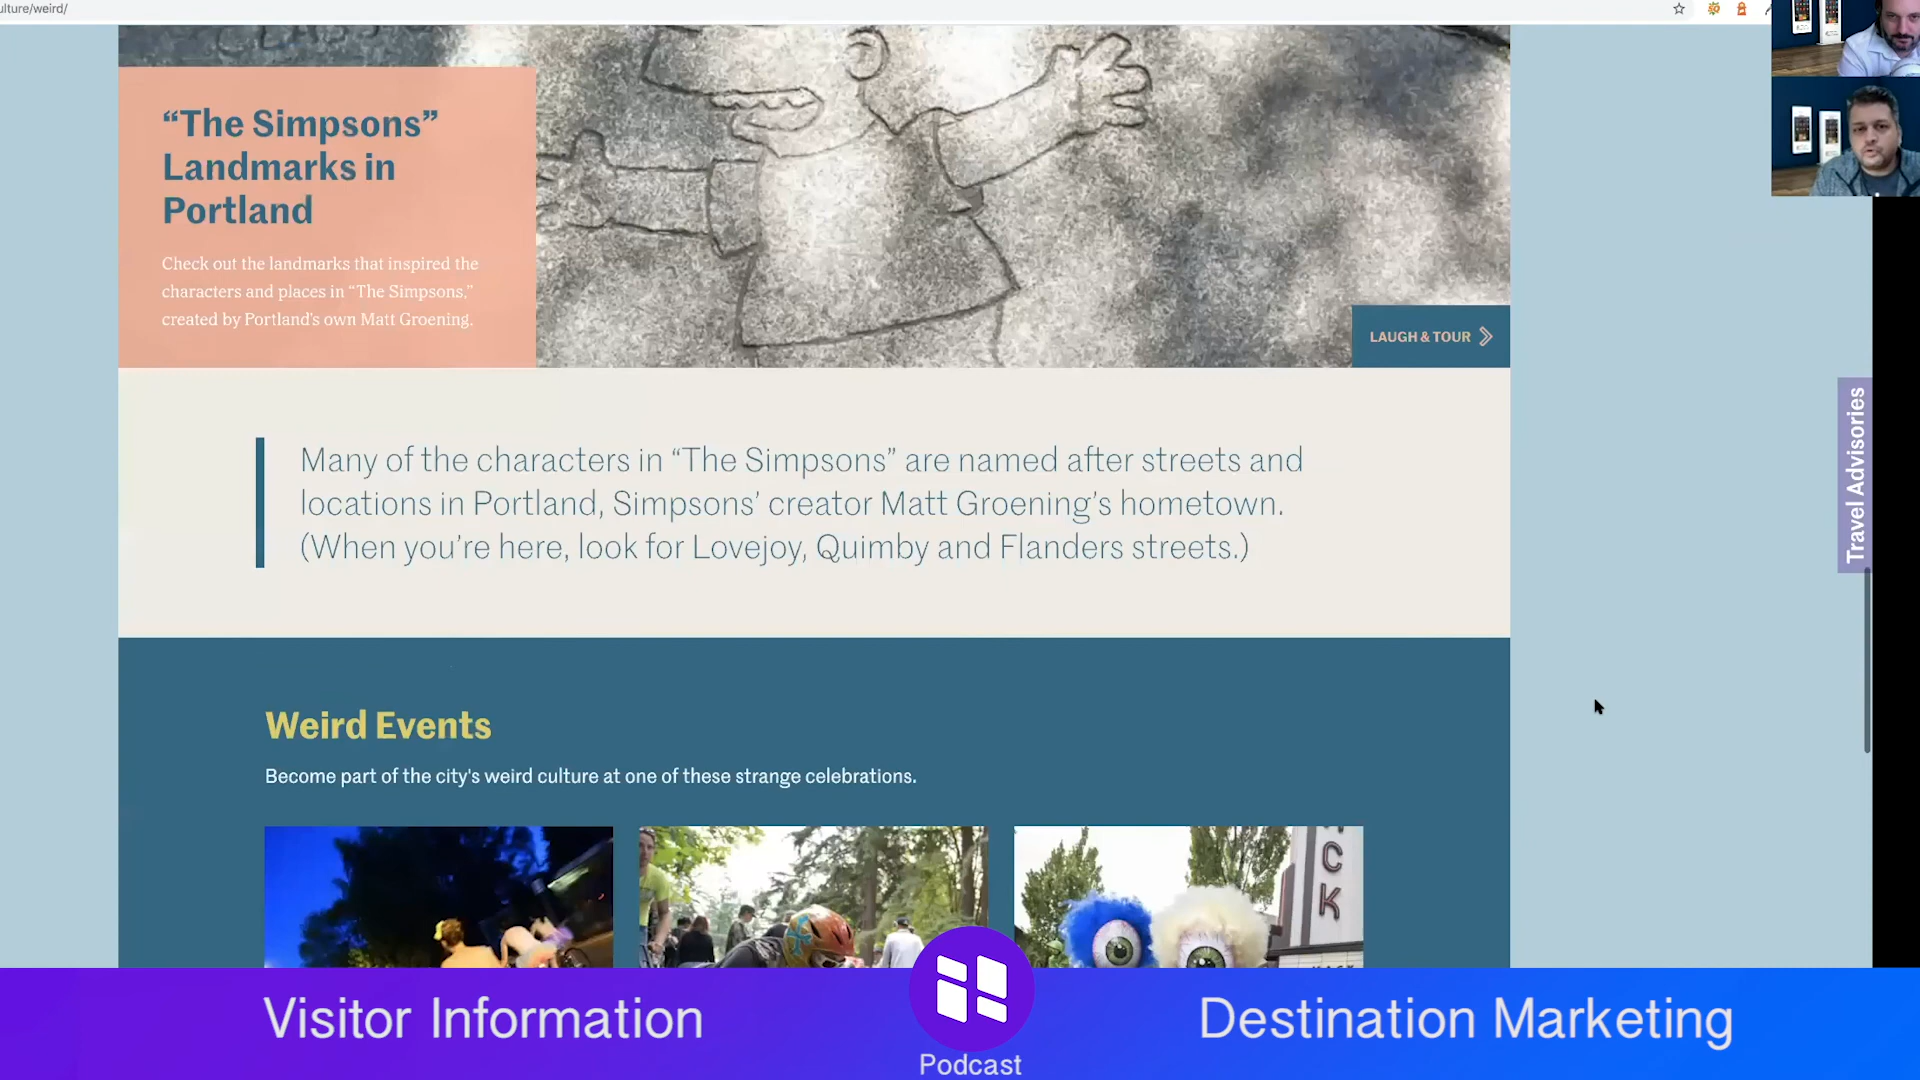 ulture/weird/
“The Simpsons”
Landmarks in
Portland
Check out the landmarks that inspired the
characters and places in “The Simpsons,”
created by Portland's own Matt Groening.
LAUGH & TOUR
Many of the characters in “The Simpsons” are named after streets and
locations in Portland, Simpsons’ creator Matt Groening’s hometown.
(When you’re here, look for Lovejoy, Quimby and Flanders streets.)
Travel Advisories
Weird Events
Become part of the city's weird culture at one of these strange celebrations.
CK
Visitor Information
Podcast
Destination Marketing